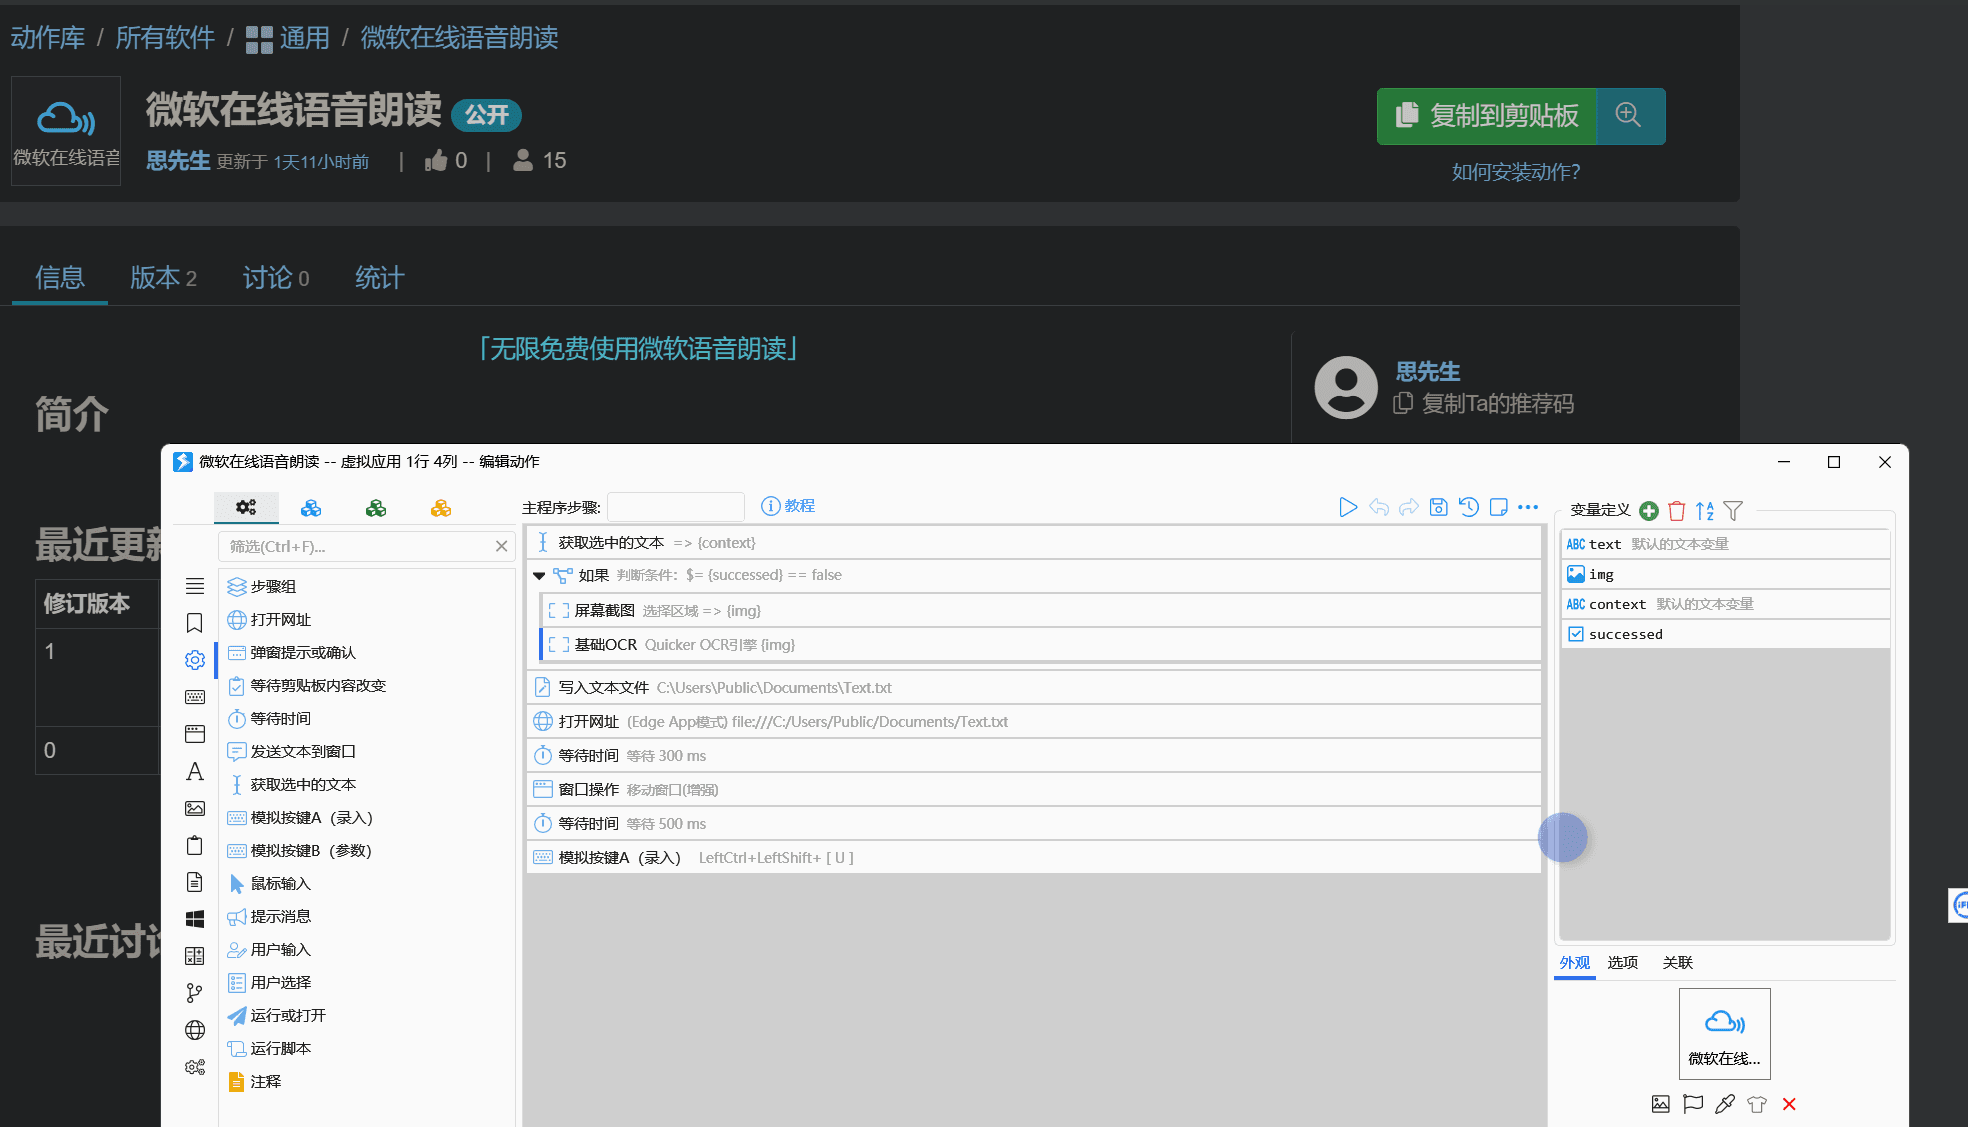 动作库 / 所有软件 / 通用 / 微软在线语音朗读
微软在线语音朗读 公开
微软在线语音
思先生 更新于 1天11小时前 | 0 | 15
复制到剪贴板
如何安装动作?
信息 版本 2 讨论 0 统计
「无限免费使用微软语音朗读」
思先生
复制Ta的推荐码
简介
最近更新
修订版本
1
0
最近讨
微软在线语音朗读 -- 虚拟应用 1行 4列 -- 编辑动作
主程序步骤: 教程
筛选(Ctrl+F)...
步骤组
打开网址
弹窗提示或确认
等待剪贴板内容改变
等待时间
发送文本到窗口
获取选中的文本
模拟按键A（录入）
模拟按键B（参数）
鼠标输入
提示消息
用户输入
用户选择
运行或打开
运行脚本
注释
获取选中的文本 => {context}
如果 判断条件: $= {successed} == false
屏幕截图 选择区域 => {img}
基础OCR Quicker OCR引擎 {img}
写入文本文件 C:\Users\Public\Documents\Text.txt
打开网址 (Edge App模式) file:///C:/Users/Public/Documents/Text.txt
等待时间 等待 300 ms
窗口操作 移动窗口(增强)
等待时间 等待 500 ms
模拟按键A（录入） LeftCtrl+LeftShift+ [ U ]
变量定义
ABC text 默认的文本变量
img
ABC context 默认的文本变量
successed
外观 选项 关联
微软在线...